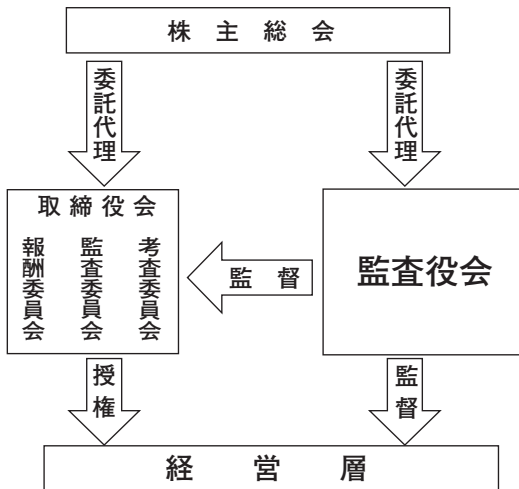 株主総会
委託代理
委託代理
取締役会
報酬委員会
監査委員会
考査委員会
監督
監査役会
授権
監督
経営層